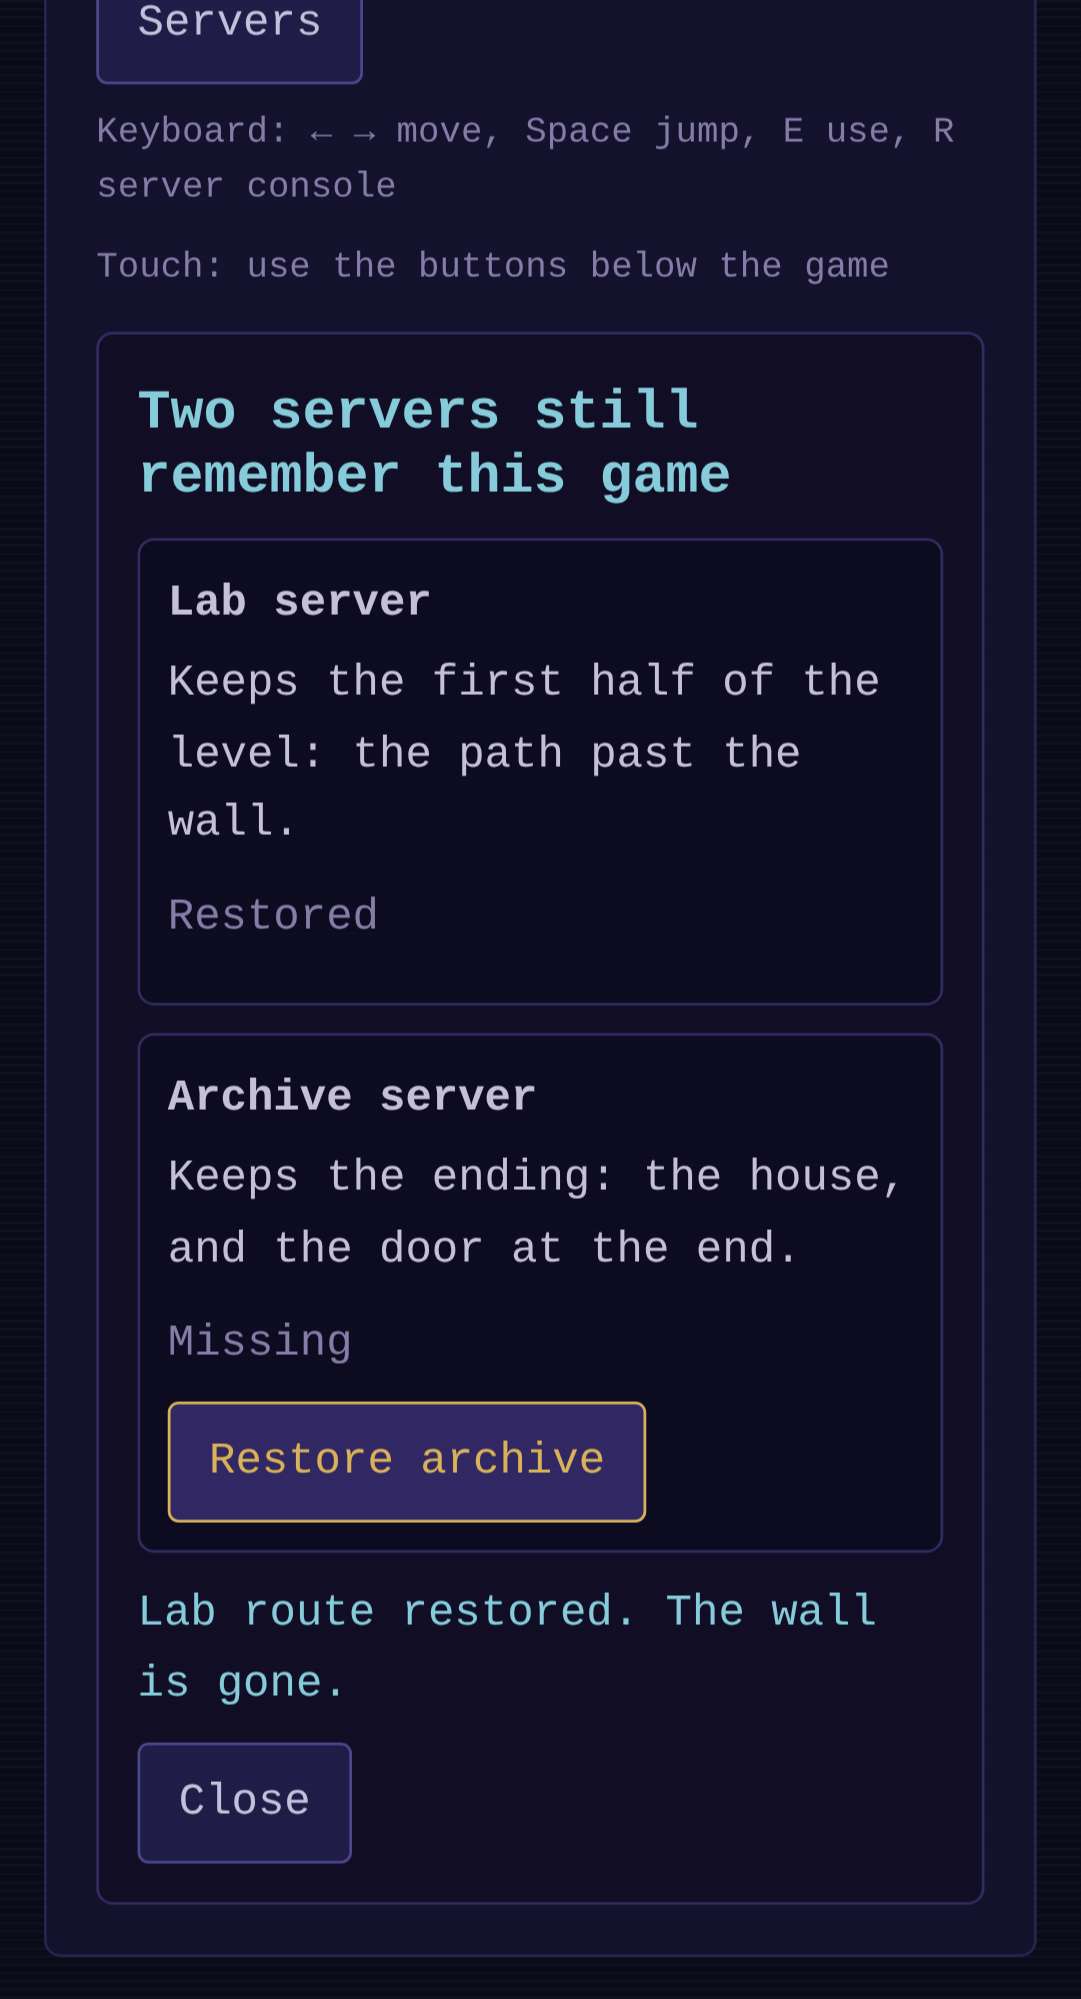 Servers
Keyboard: ← → move, Space jump, E use, R
server console
Touch: use the buttons below the game
Two servers still
remember this game
Lab server
Keeps the first half of the
level: the path past the
wall.
Restored
Archive server
Keeps the ending: the house,
and the door at the end.
Missing
Restore archive
Lab route restored. The wall
is gone.
Close